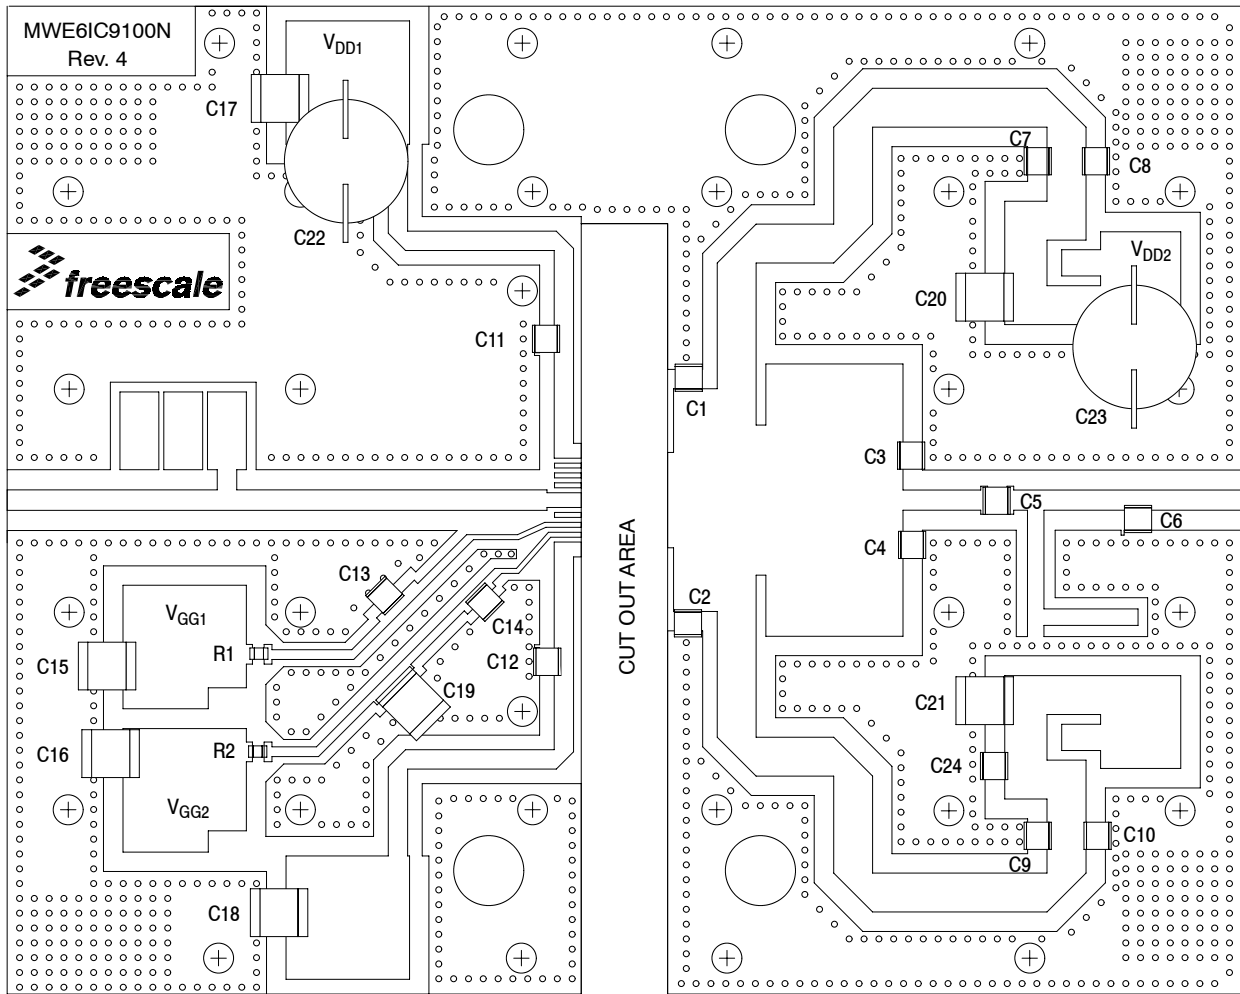 MWE6IC9100N
Rev. 4
VDD1
C17
C7
C8
C22
freescale
VDD2
C20
C11
C1
C23
C3
C5
C6
C4
CUT OUT AREA
C13
VGG1
C14
C2
R1
C15
C12
C19
C21
C16
R2
C24
VGG2
C9
C10
C18